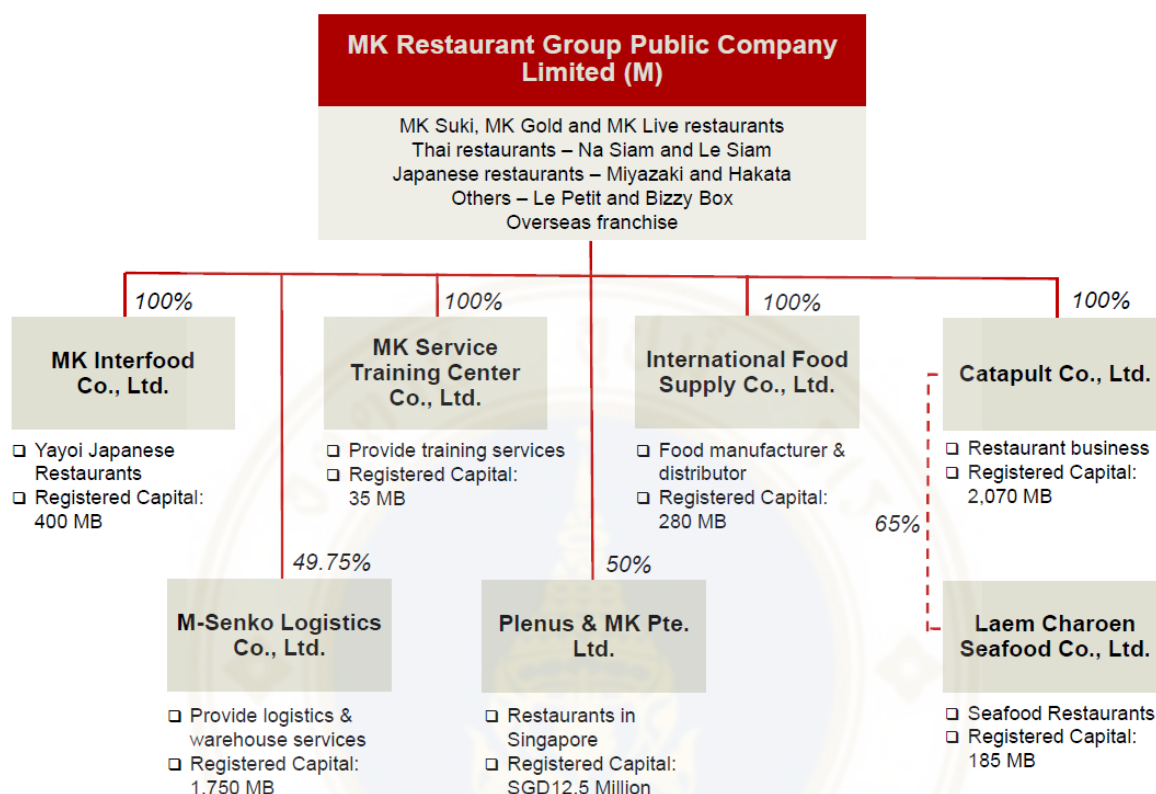 MK Restaurant Group Public Company
Limited (M)
MK Suki, MK Gold and MK Live restaurants
Thai restaurants – Na Siam and Le Siam
Japanese restaurants – Miyazaki and Hakata
Others – Le Petit and Bizzy Box
Overseas franchise
100%
MK Interfood
Co., Ltd.
❑ Yayoi Japanese
Restaurants
❑ Registered Capital:
400 MB
100%
MK Service
Training Center
Co., Ltd.
❑ Provide training services
❑ Registered Capital:
35 MB
100%
International Food
Supply Co., Ltd.
❑ Food manufacturer &
distributor
❑ Registered Capital:
280 MB
100%
Catapult Co., Ltd.
❑ Restaurant business
❑ Registered Capital:
2,070 MB
49.75%
M-Senko Logistics
Co., Ltd.
❑ Provide logistics &
warehouse services
❑ Registered Capital:
1,750 MB
50%
Plenus & MK Pte.
Ltd.
❑ Restaurants in
Singapore
❑ Registered Capital:
SGD12.5 Million
65%
Laem Charoen
Seafood Co., Ltd.
❑ Seafood Restaurants
❑ Registered Capital:
185 MB